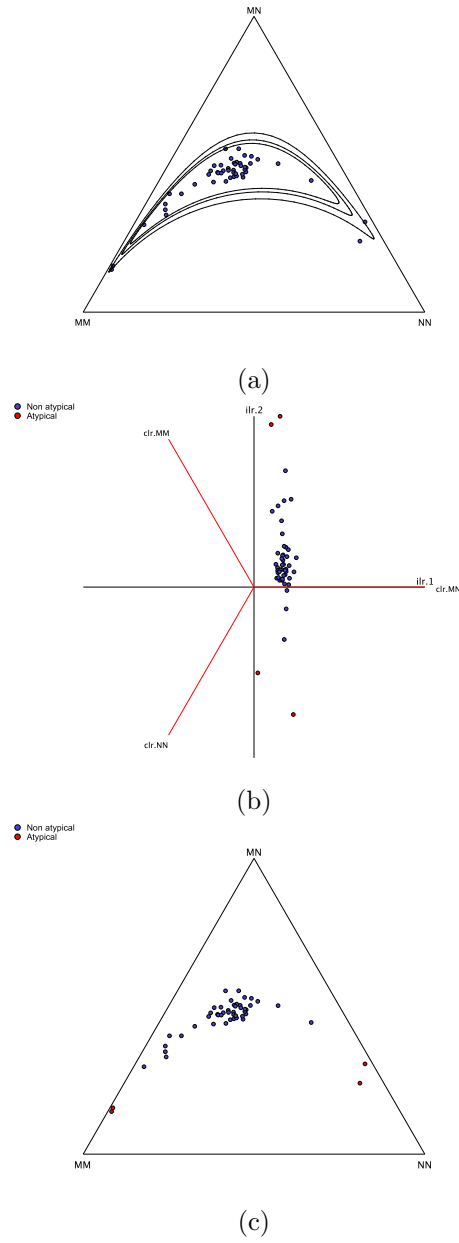 MN
MM
NN
(a)
Non atypical
Atypical
ilr.2
clr.MM
ilr.1
clr.MN
clr.NN
(b)
Non atypical
Atypical
MN
MM
NN
(c)